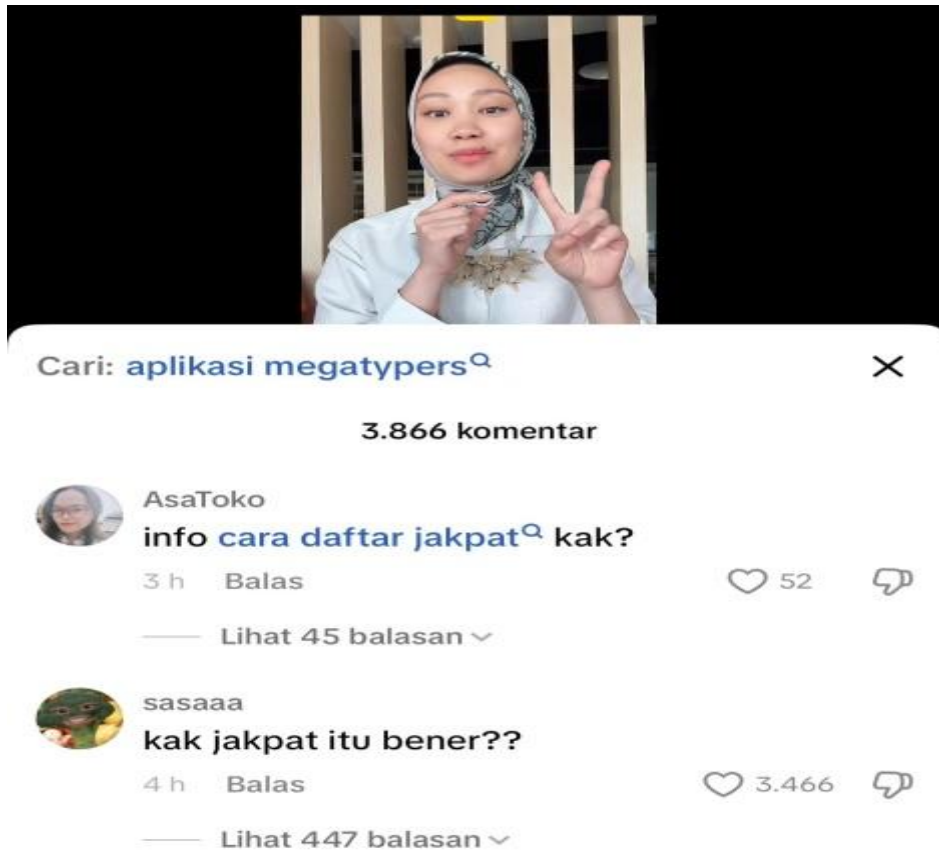 Cari: aplikasi megatypers
3.866 komentar
AsaToko
info cara daftar jakpat kak?
3 h Balas 52
Lihat 45 balasan
sasaaa
kak jakpat itu bener??
4 h Balas 3.466
Lihat 447 balasan